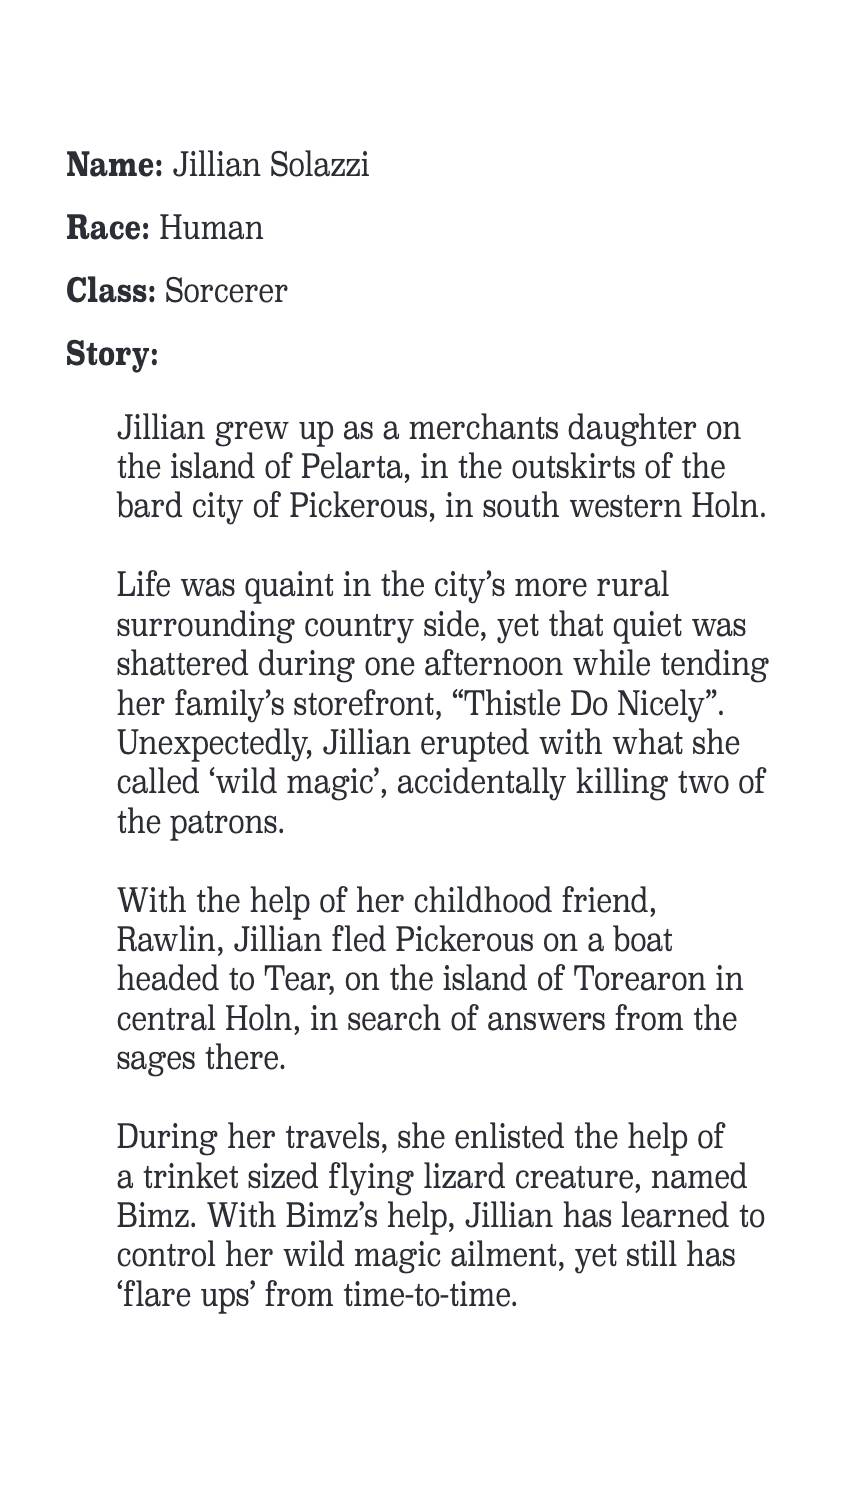 Name: Jillian Solazzi
Race: Human
Class: Sorcerer
Story:
Jillian grew up as a merchants daughter on
the island of Pelarta, in the outskirts of the
bard city of Pickerous, in south western Holn.
Life was quaint in the city’s more rural
surrounding country side, yet that quiet was
shattered during one afternoon while tending
her family’s storefront, “Thistle Do Nicely”.
Unexpectedly, Jillian erupted with what she
called ‘wild magic’, accidentally killing two of
the patrons.
With the help of her childhood friend,
Rawlin, Jillian fled Pickerous on a boat
headed to Tear, on the island of Torearon in
central Holn, in search of answers from the
sages there.
During her travels, she enlisted the help of
a trinket sized flying lizard creature, named
Bimz. With Bimz’s help, Jillian has learned to
control her wild magic ailment, yet still has
‘flare ups’ from time-to-time.